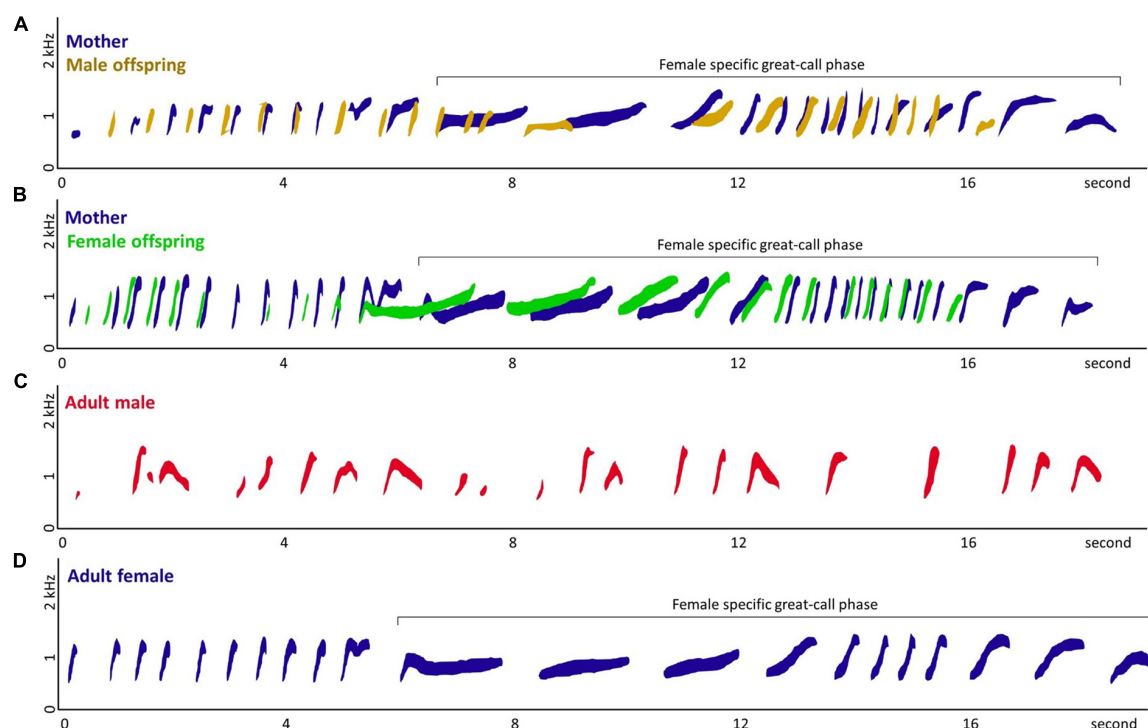 A
Mother
Male offspring
Female specific great-call phase
2 kHz
1
0
0 4 8 12 16 second
B
Mother
Female offspring
Female specific great-call phase
2 kHz
1
0
0 4 8 12 16 second
C
Adult male
2 kHz
1
0
0 4 8 12 16 second
D
Adult female
Female specific great-call phase
2 kHz
1
0
0 4 8 12 16 second